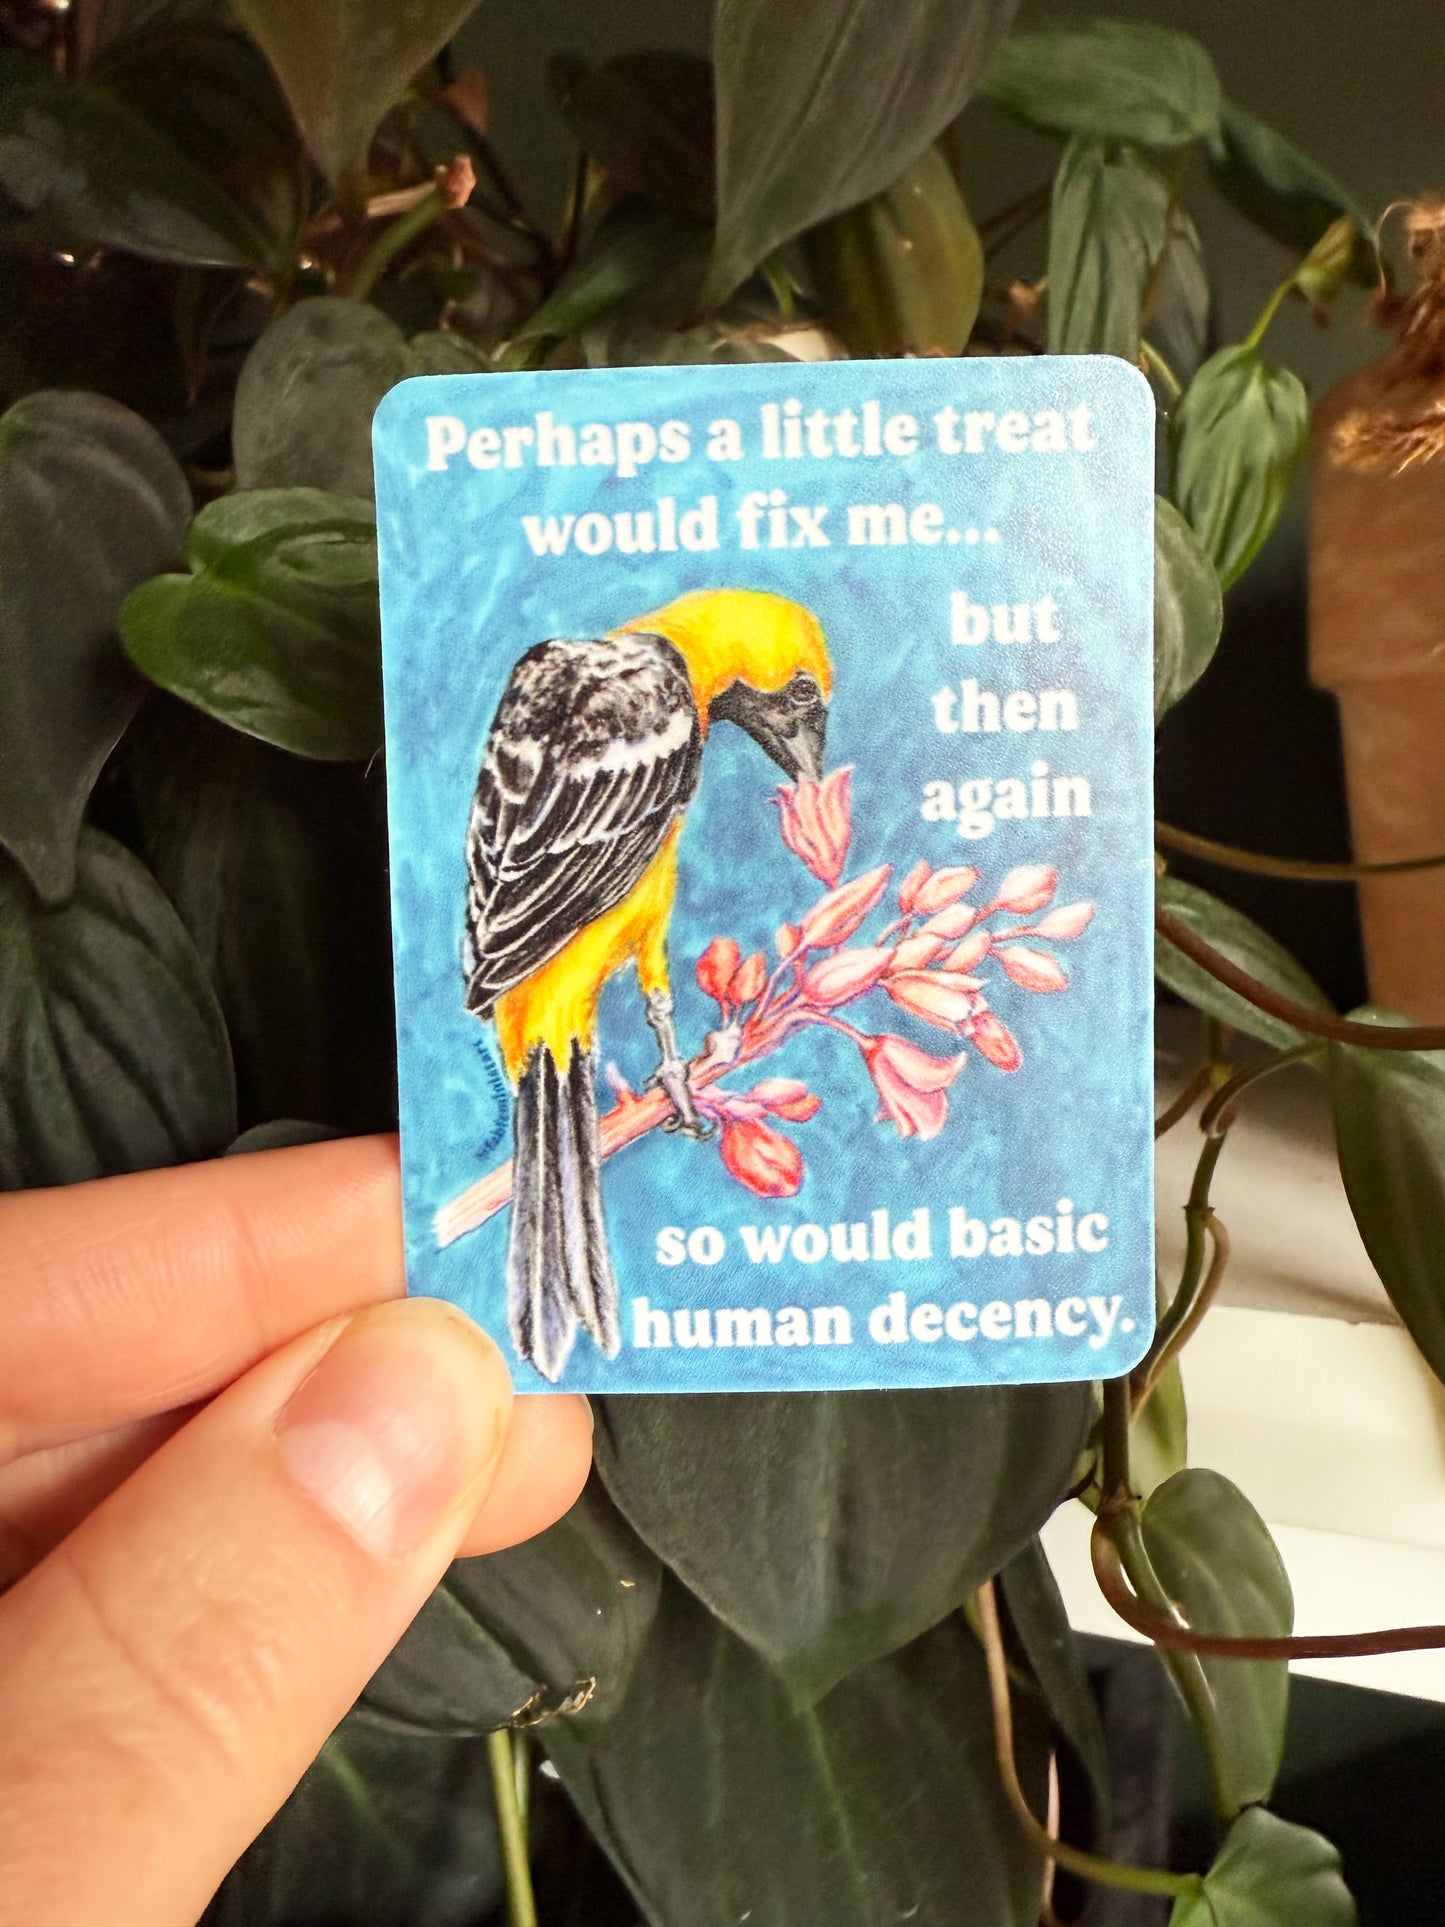 Perhaps a little treat
would fix me...
but
then
again
so would basic
human decency.